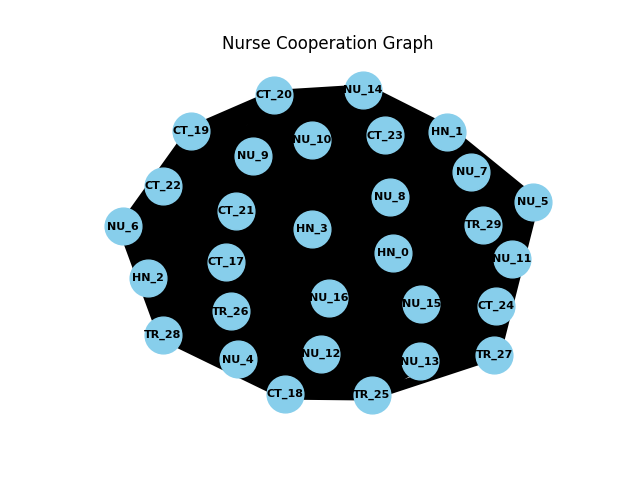 Nurse Cooperation Graph
NU_14
CT_20
CT_19
HN_1
CT_23
NU_10
NU_9
NU_7
CT_22
NU_8
NU_5
CT_21
NU_6
TR_29
HN_3
HN_0
NU_11
CT_17
HN_2
NU_16
NU_15
CT_24
TR_26
TR_28
NU_12
TR_27
NU_4
NU_13
CT_18
TR_25